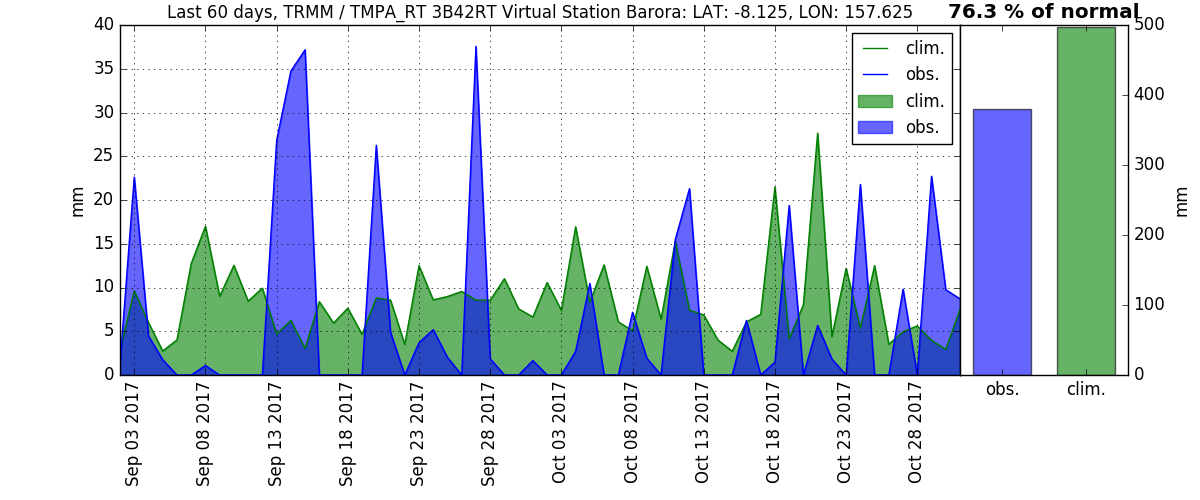 Last 60 days, TRMM / TMPA_RT 3B42RT Virtual Station Barora: LAT: -8.125, LON: 157.625
76.3 % of normal
40
35
30
25
20
15
10
5
0
mm
clim.
obs.
clim.
obs.
500
400
300
200
100
0
mm
Sep 03 2017
Sep 08 2017
Sep 13 2017
Sep 18 2017
Sep 23 2017
Sep 28 2017
Oct 03 2017
Oct 08 2017
Oct 13 2017
Oct 18 2017
Oct 23 2017
Oct 28 2017
obs.
clim.